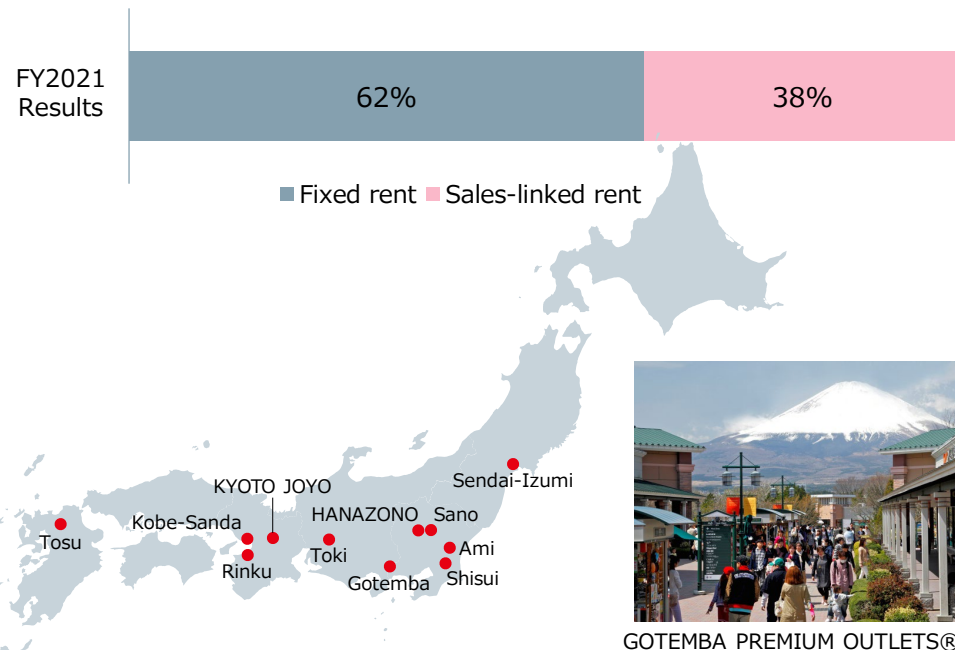 FY2021
Results
62%
38%
Fixed rent
Sales-linked rent
Sendai-Izumi
KYOTO JOYO
HANAZONO
Sano
Kobe-Sanda
Tosu
Toki
Ami
Rinku
Gotemba
Shisui
GOTEMBA PREMIUM OUTLETS®